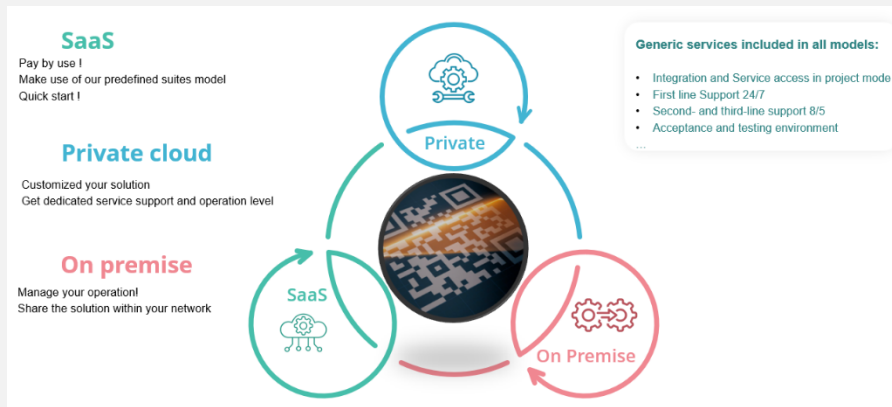 SaaS
Pay by use !
Make use of our predefined suites model
Quick start !
Private cloud
Customized your solution
Get dedicated service support and operation level
On premise
Manage your operation!
Share the solution within your network
Private
SaaS
On Premise
Generic services included in all models:
• Integration and Service access in project mode
• First line Support 24/7
• Second- and third-line support 8/5
• Acceptance and testing environment
...